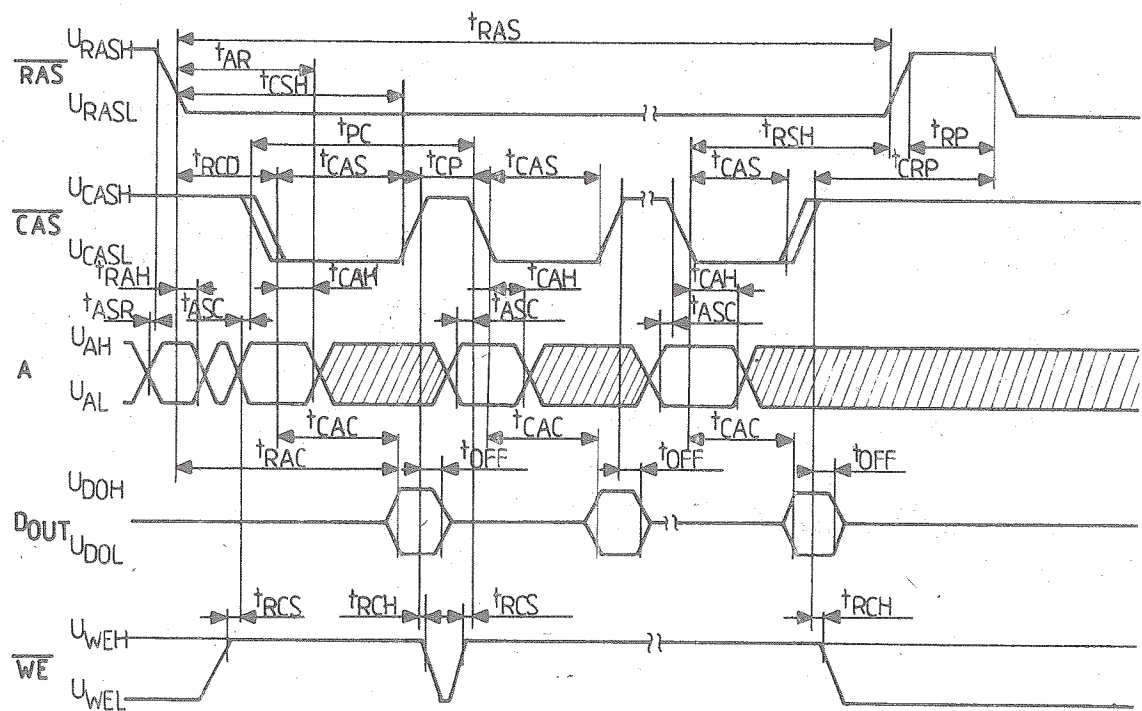 tRAS
URASH
tAR
RAS
tCSH
URASL
tPC
tRSH
tRP
tRCD
tCAS
tCP
tCAS
tCAS
tCRP
UCASH
CAS
UCASL
tRAH
tCAH
tCAH
tCAH
tASR
tASC
tASC
tASC
UAH
A
UAL
tCAC
tCAC
tCAC
tRAC
tOFF
tOFF
tOFF
UDOH
DOUT
UDOL
tRCS
tRCH
tRCS
tRCH
UWEH
WE
UWEL